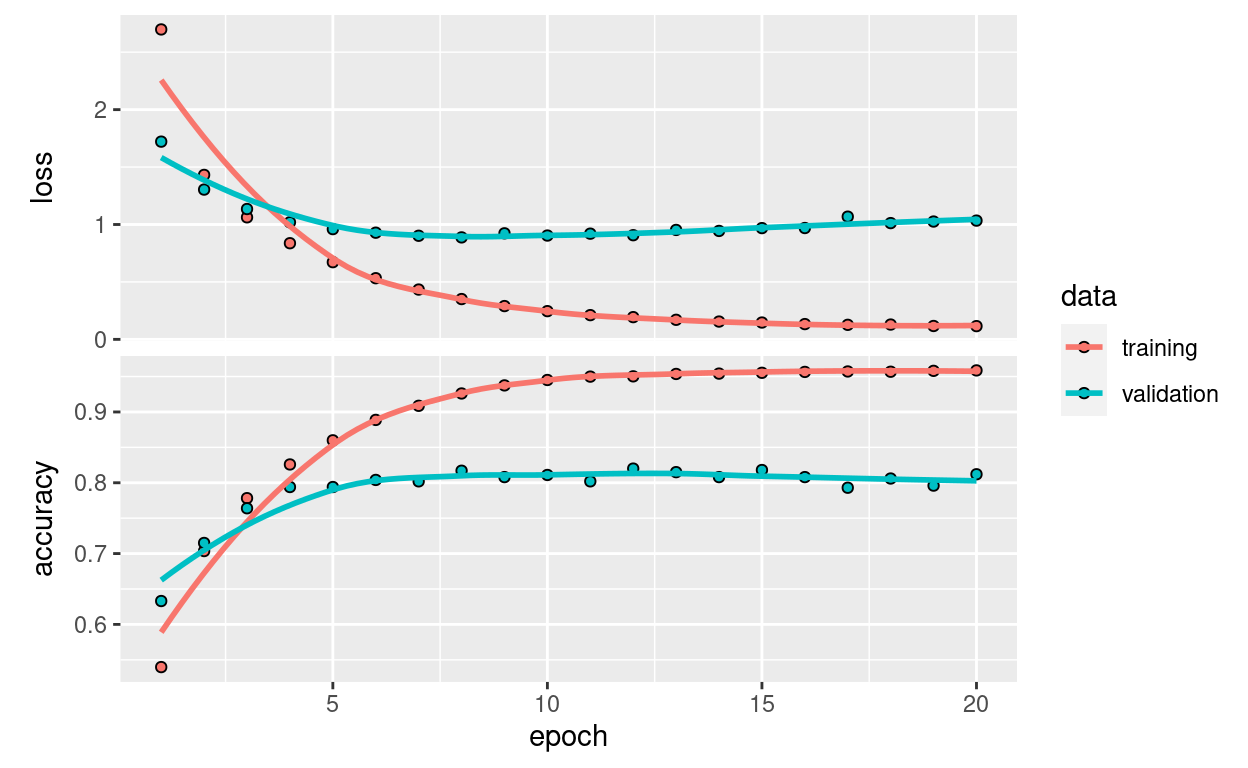 loss
2
1
0
accuracy
0.9
0.8
0.7
0.6
5 10 15 20
epoch
data
training
validation